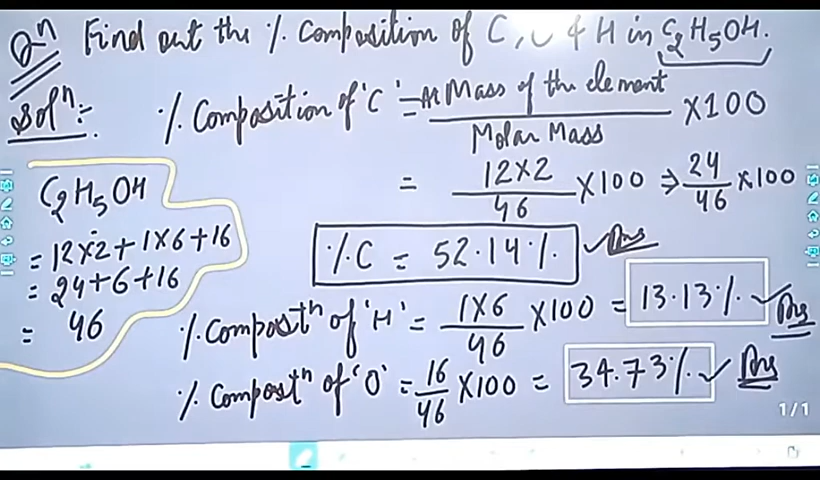 Qn Find out the % Composition of C, O & H in C2H5OH.
Soln:- % Composition of 'C' = At Mass of the element / Molar Mass × 100
= 12×2 / 46 × 100 ⇒ 24/46 × 100
%C = 52.14% Ans
C2H5OH
= 12×2+1×6+16
= 24+6+16
= 46
% Compostn of 'H' = 1×6 / 46 × 100 = 13.13% Ans
% Compostn of 'O' = 16/46 × 100 = 34.73% Ans
1/1